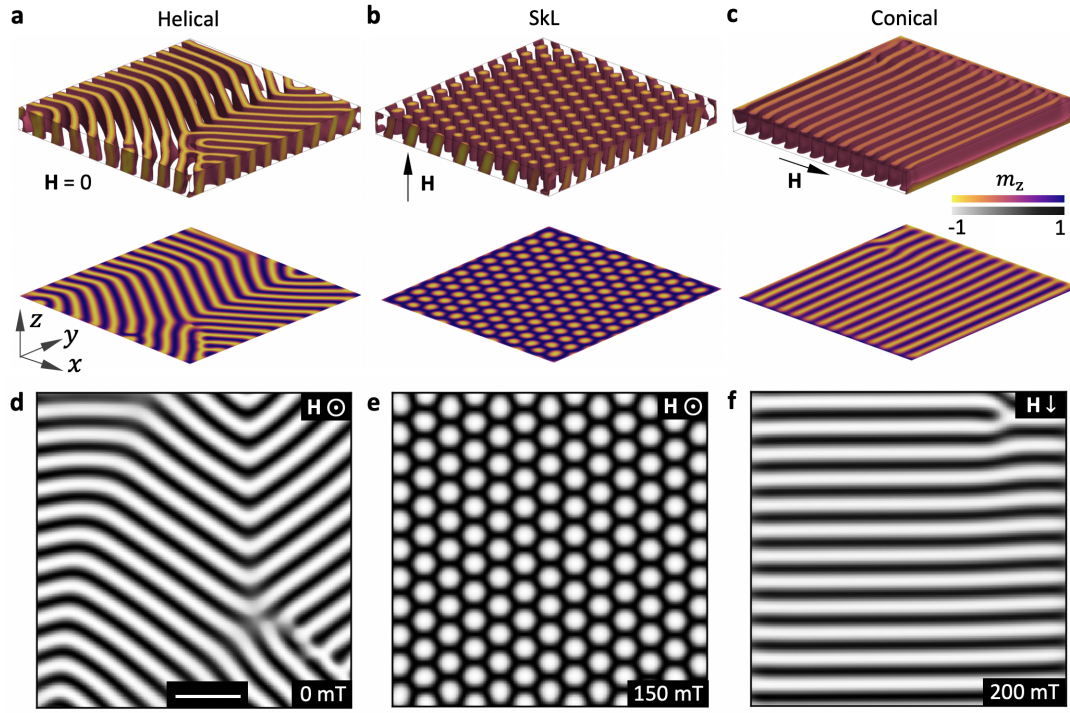 a Helical
b SkL
c Conical
H = 0
H
H
m_z
-1 1
z
y
x
d H ⊙
e H ⊙
f H ↓
0 mT
150 mT
200 mT